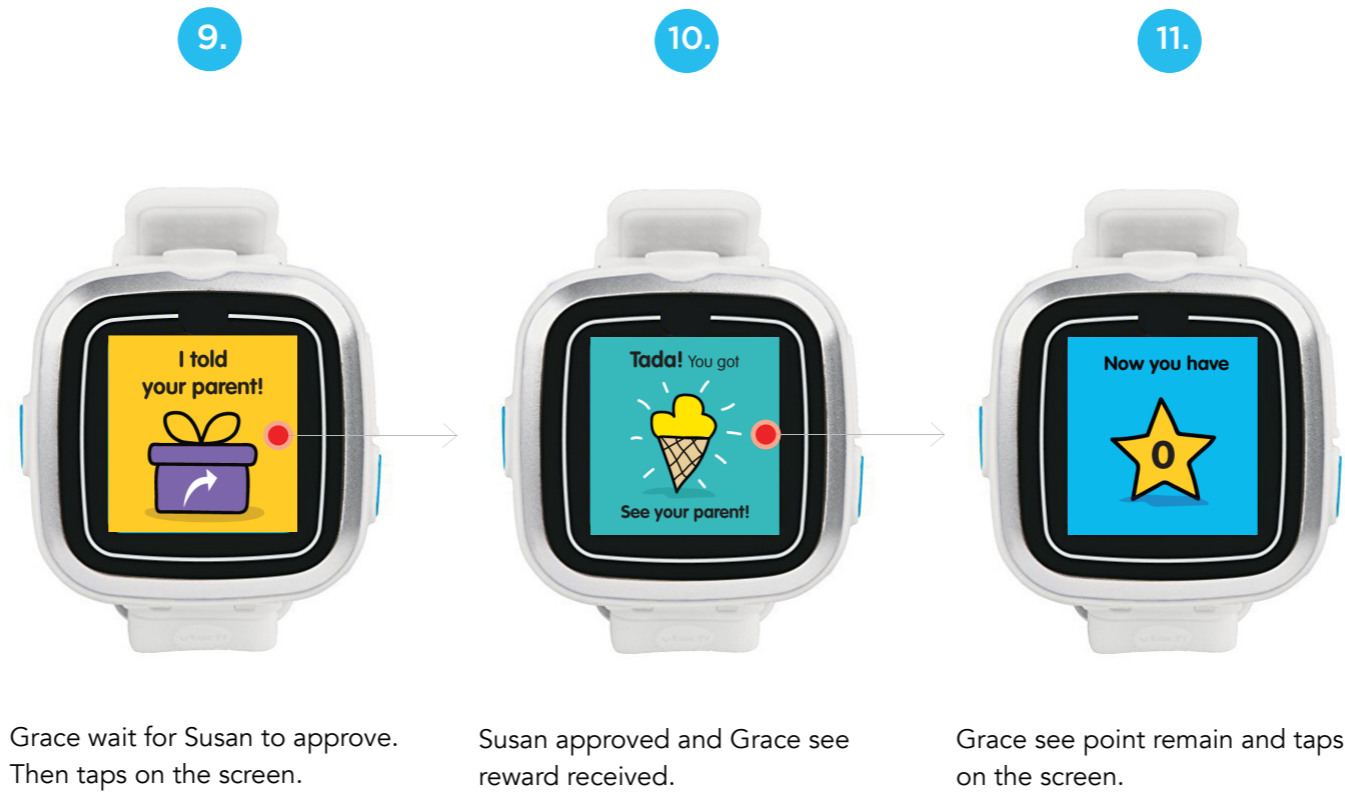 9.
10.
11.
I told
your parent!
Tada! You got
See your parent!
Now you have
0
vtech
Grace wait for Susan to approve.
Then taps on the screen.
Susan approved and Grace see
reward received.
Grace see point remain and taps
on the screen.